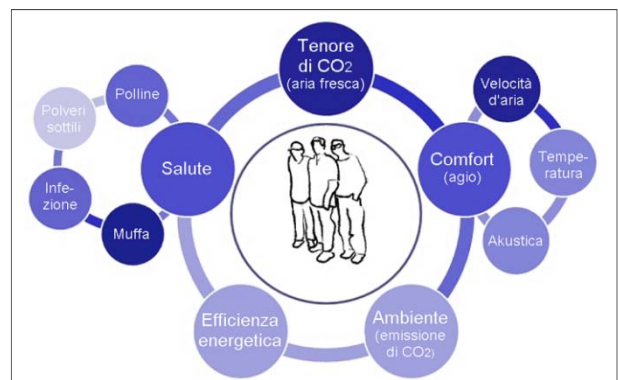 Tenore
di CO2
(aria fresca)
Velocità
d'aria
Polline
Polveri
sottili
Salute
Comfort
(agio)
Tempe-
ratura
Infe-
zione
Muffa
Akustica
Efficienza
energetica
Ambiente
(emissione
di CO2)